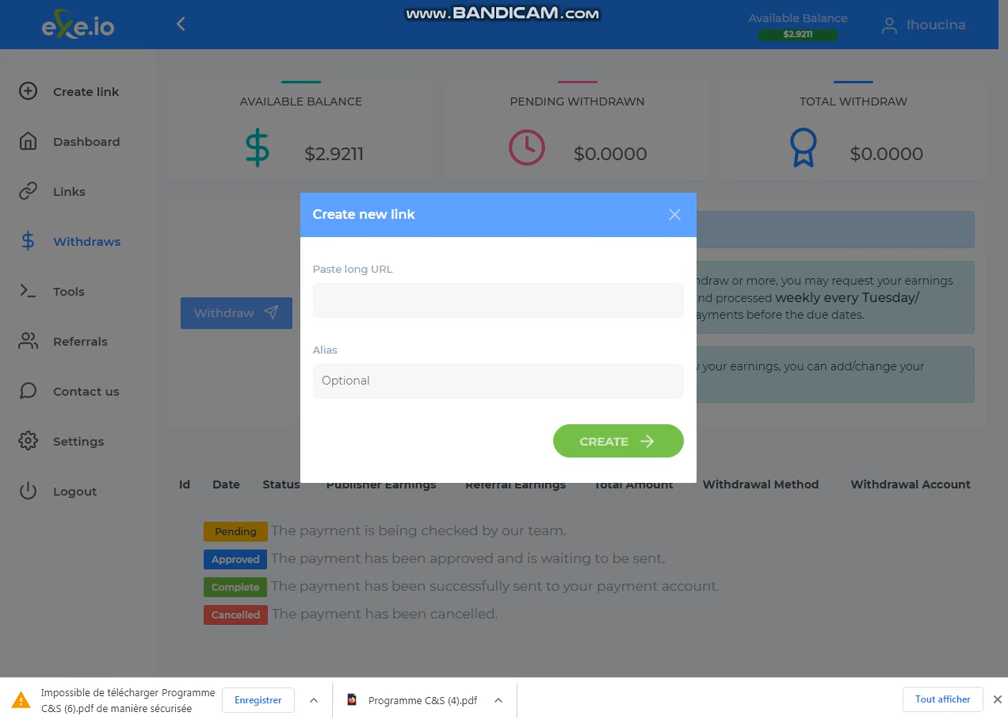 www.BANDICAM.com
exe.io
Available Balance
$2.9211
lhoucina
Create link
Dashboard
Links
Withdraws
Tools
Referrals
Contact us
Settings
Logout
AVAILABLE BALANCE
$2.9211
PENDING WITHDRAWN
$0.0000
TOTAL WITHDRAW
$0.0000
Create new link
Paste long URL
Alias
Optional
CREATE
Withdraw
draw or more, you may request your earnings
nd processed weekly every Tuesday/
ayments before the due dates.
your earnings, you can add/change your
Id Date Status Publisher Earnings Referral Earnings Total Amount Withdrawal Method Withdrawal Account
Pending The payment is being checked by our team.
Approved The payment has been approved and is waiting to be sent.
Complete The payment has been successfully sent to your payment account.
Cancelled The payment has been cancelled.
Impossible de télécharger Programme
C&S (6).pdf de manière sécurisée
Enregistrer
Programme C&S (4).pdf
Tout afficher